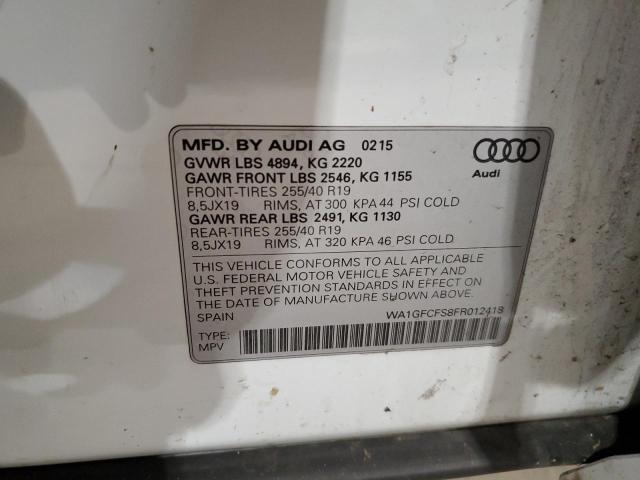 MFD. BY AUDI AG 0215
GVWR LBS 4894, KG 2220
GAWR FRONT LBS 2546, KG 1155
FRONT-TIRES 255/40 R19
8,5JX19 RIMS, AT 300 KPA 44 PSI COLD
GAWR REAR LBS 2491, KG 1130
REAR-TIRES 255/40 R19
8,5JX19 RIMS, AT 320 KPA 46 PSI COLD
Audi
THIS VEHICLE CONFORMS TO ALL APPLICABLE
U.S. FEDERAL MOTOR VEHICLE SAFETY AND
THEFT PREVENTION STANDARDS IN EFFECT ON
THE DATE OF MANUFACTURE SHOWN ABOVE.
SPAIN WA1GFCFS8FR012418
TYPE:
MPV